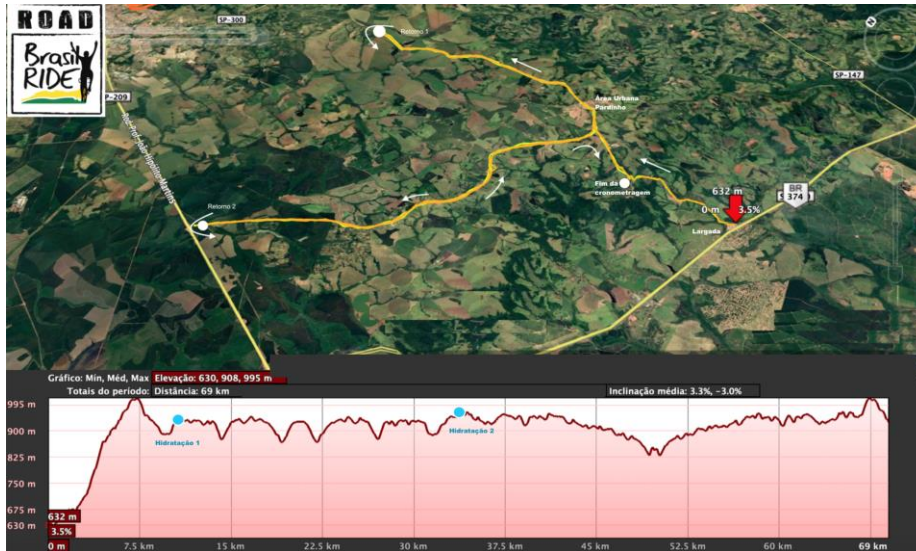 ROAD
Brasil
RIDE
SP-300
SP-147
P-209
Retorno 1
Área Urbana
Pardinho
Fim da
cronometragem
632 m
0 m
3.5%
BR
374
Largada
Retorno 2
Gráfico: Min, Méd, Max Elevação: 630, 908, 995 m
Totais do período: Distância: 69 km Inclinação média: 3.3%, -3.0%
995 m
900 m
825 m
750 m
675 m
630 m
Hidratação 1
Hidratação 2
632 m
3.5%
0 m
7.5 km
15 km
22.5 km
30 km
37.5 km
45 km
52.5 km
60 km
69 km